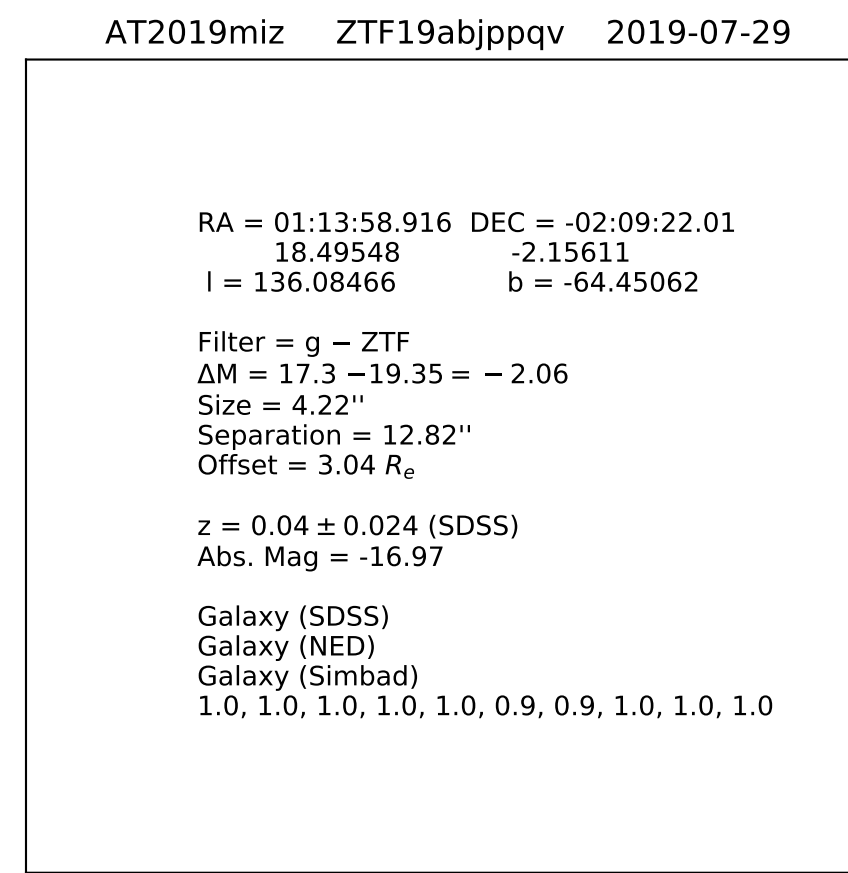 AT2019miz ZTF19abjppqv 2019-07-29
RA = 01:13:58.916 DEC = -02:09:22.01
18.49548 -2.15611
l = 136.08466 b = -64.45062
Filter = g − ZTF
ΔM = 17.3 −19.35 = − 2.06
Size = 4.22''
Separation = 12.82''
Offset = 3.04 Rₑ
z = 0.04 ± 0.024 (SDSS)
Abs. Mag = -16.97
Galaxy (SDSS)
Galaxy (NED)
Galaxy (Simbad)
1.0, 1.0, 1.0, 1.0, 1.0, 0.9, 0.9, 1.0, 1.0, 1.0